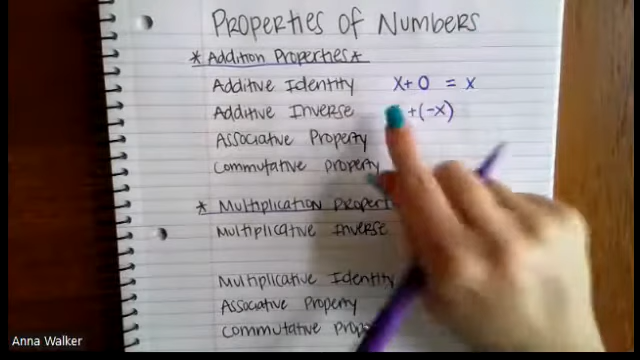 Properties of Numbers
* Addition Properties *
Additive Identity x + 0 = x
Additive Inverse +(-x)
Associative Property
Commutative property
* Multiplication
Multiplicative Inverse
Multiplicative Identity
Associative Property
Commutative
Anna Walker